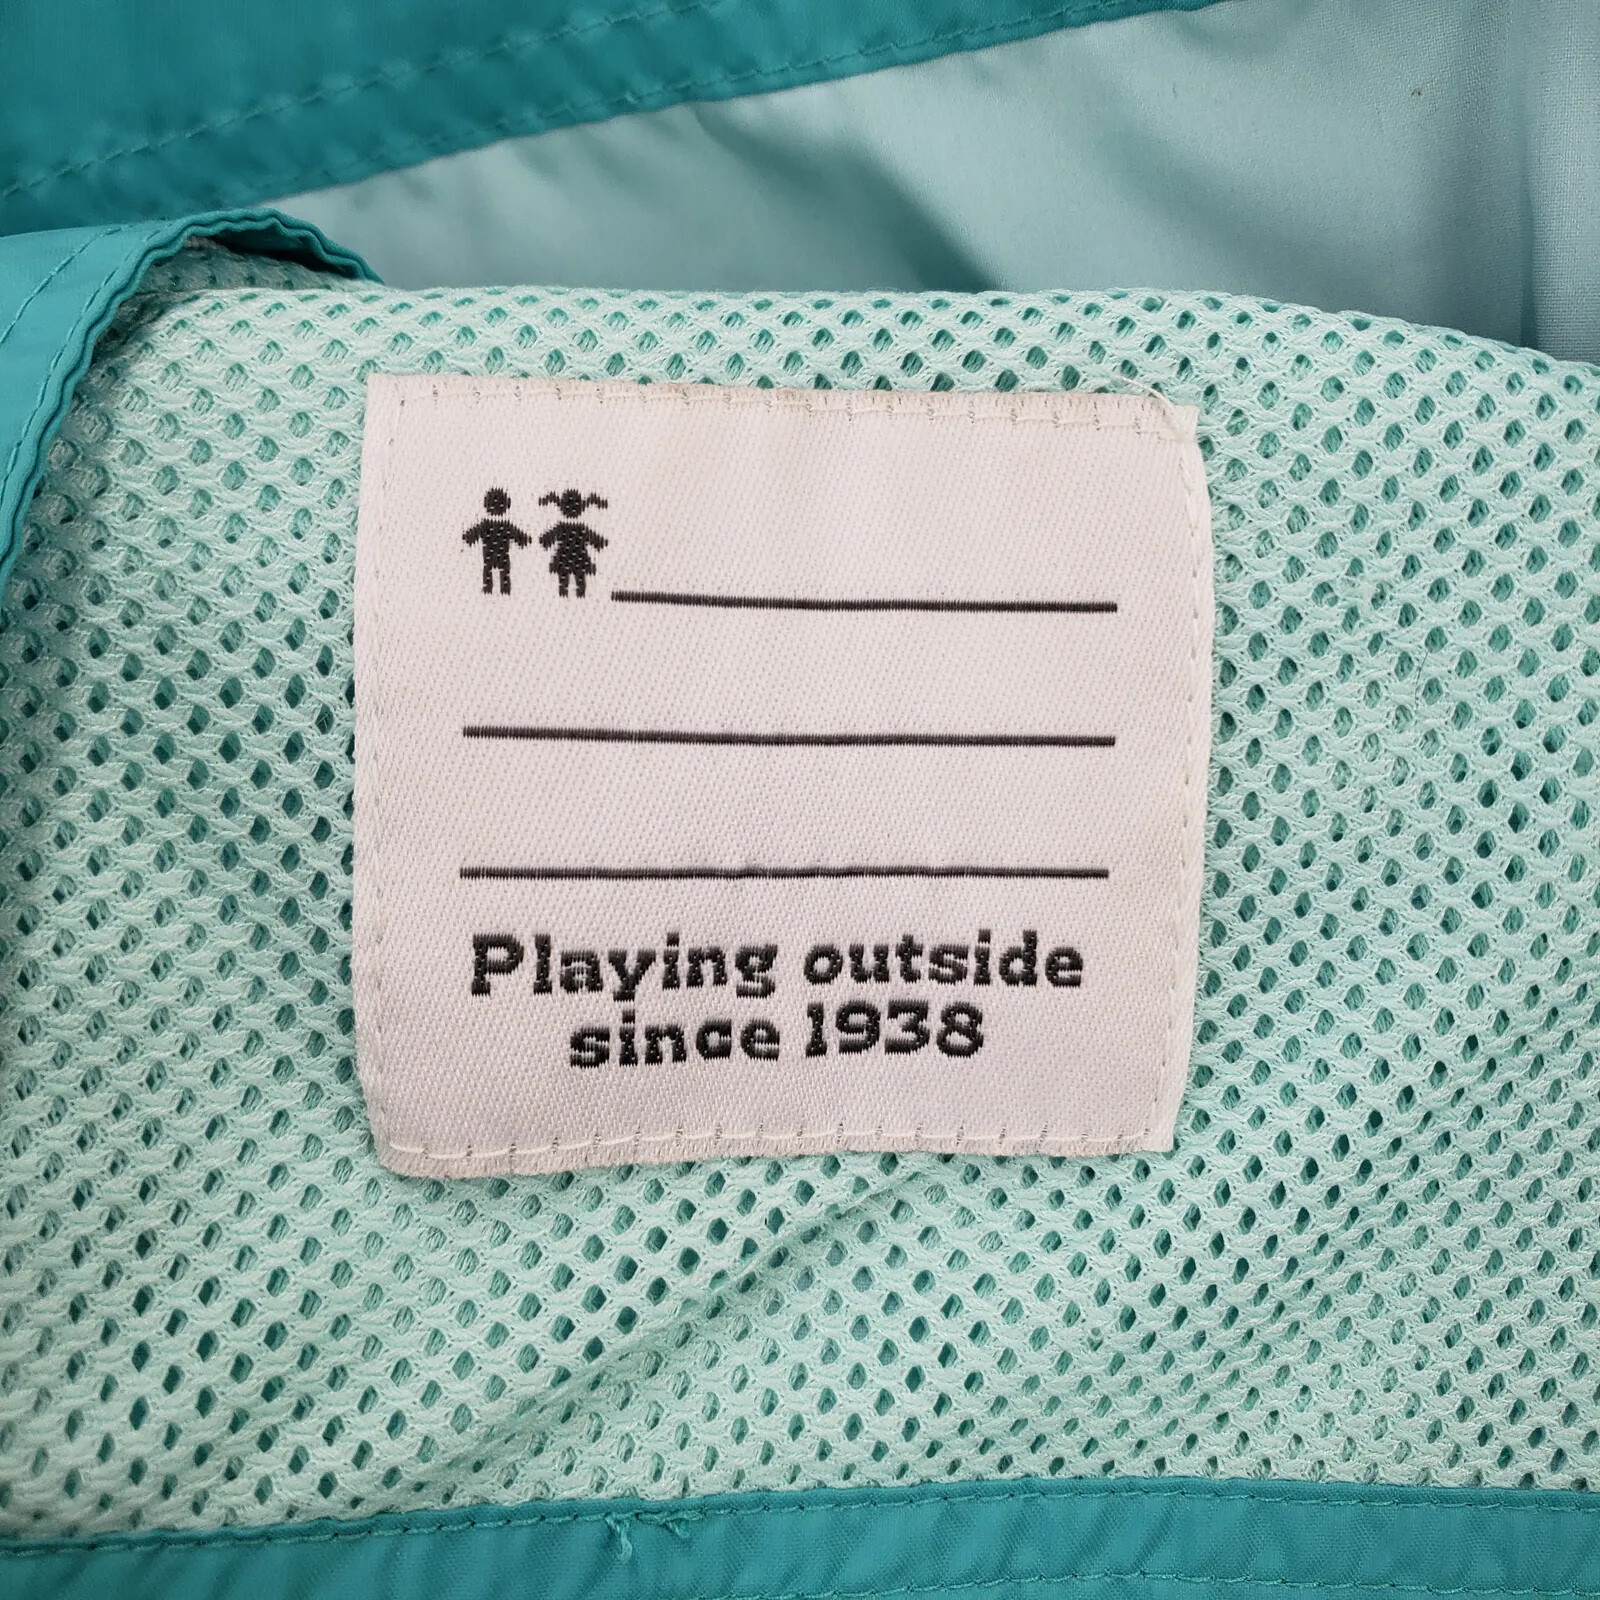 Playing outside
since 1938